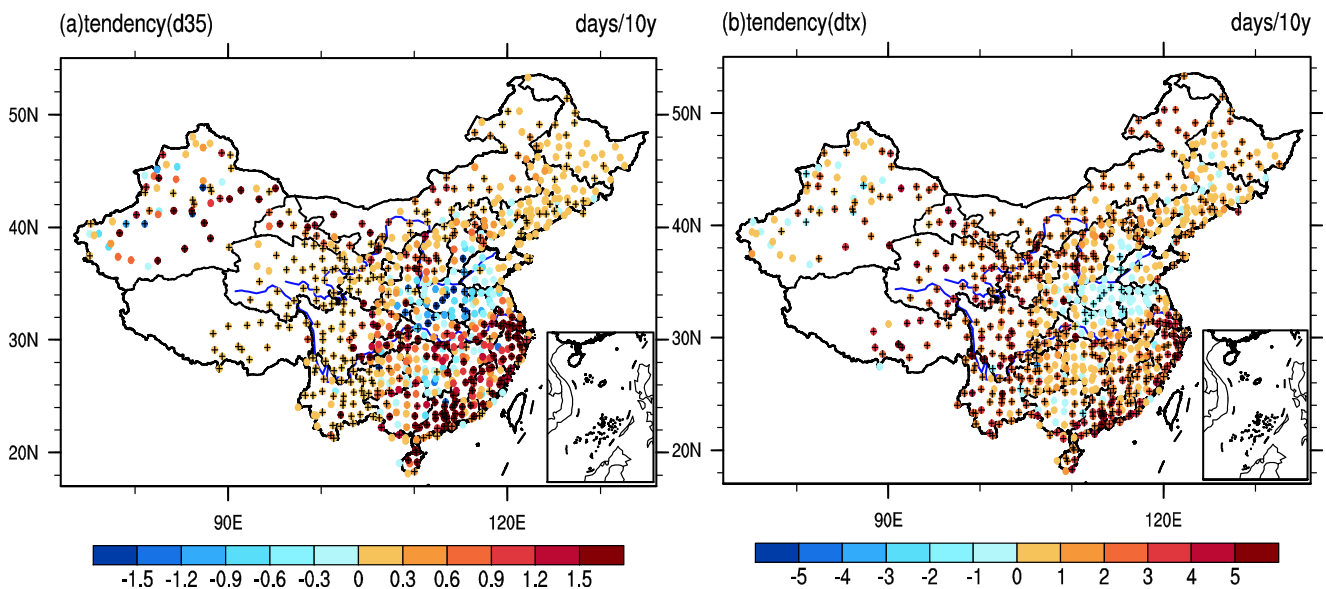 (a)tendency(d35) days/10y
50N
40N
30N
20N
90E 120E
-1.5 -1.2 -0.9 -0.6 -0.3 0 0.3 0.6 0.9 1.2 1.5
(b)tendency(dtx) days/10y
50N
40N
30N
20N
90E 120E
-5 -4 -3 -2 -1 0 1 2 3 4 5